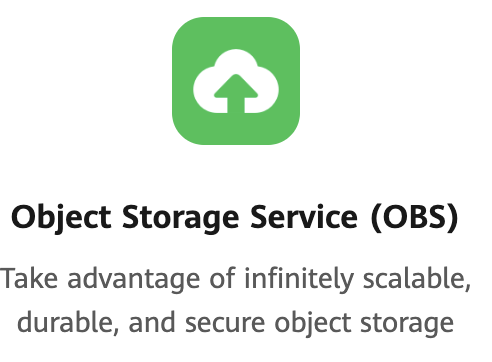 Object Storage Service (OBS)
Take advantage of infinitely scalable,
durable, and secure object storage